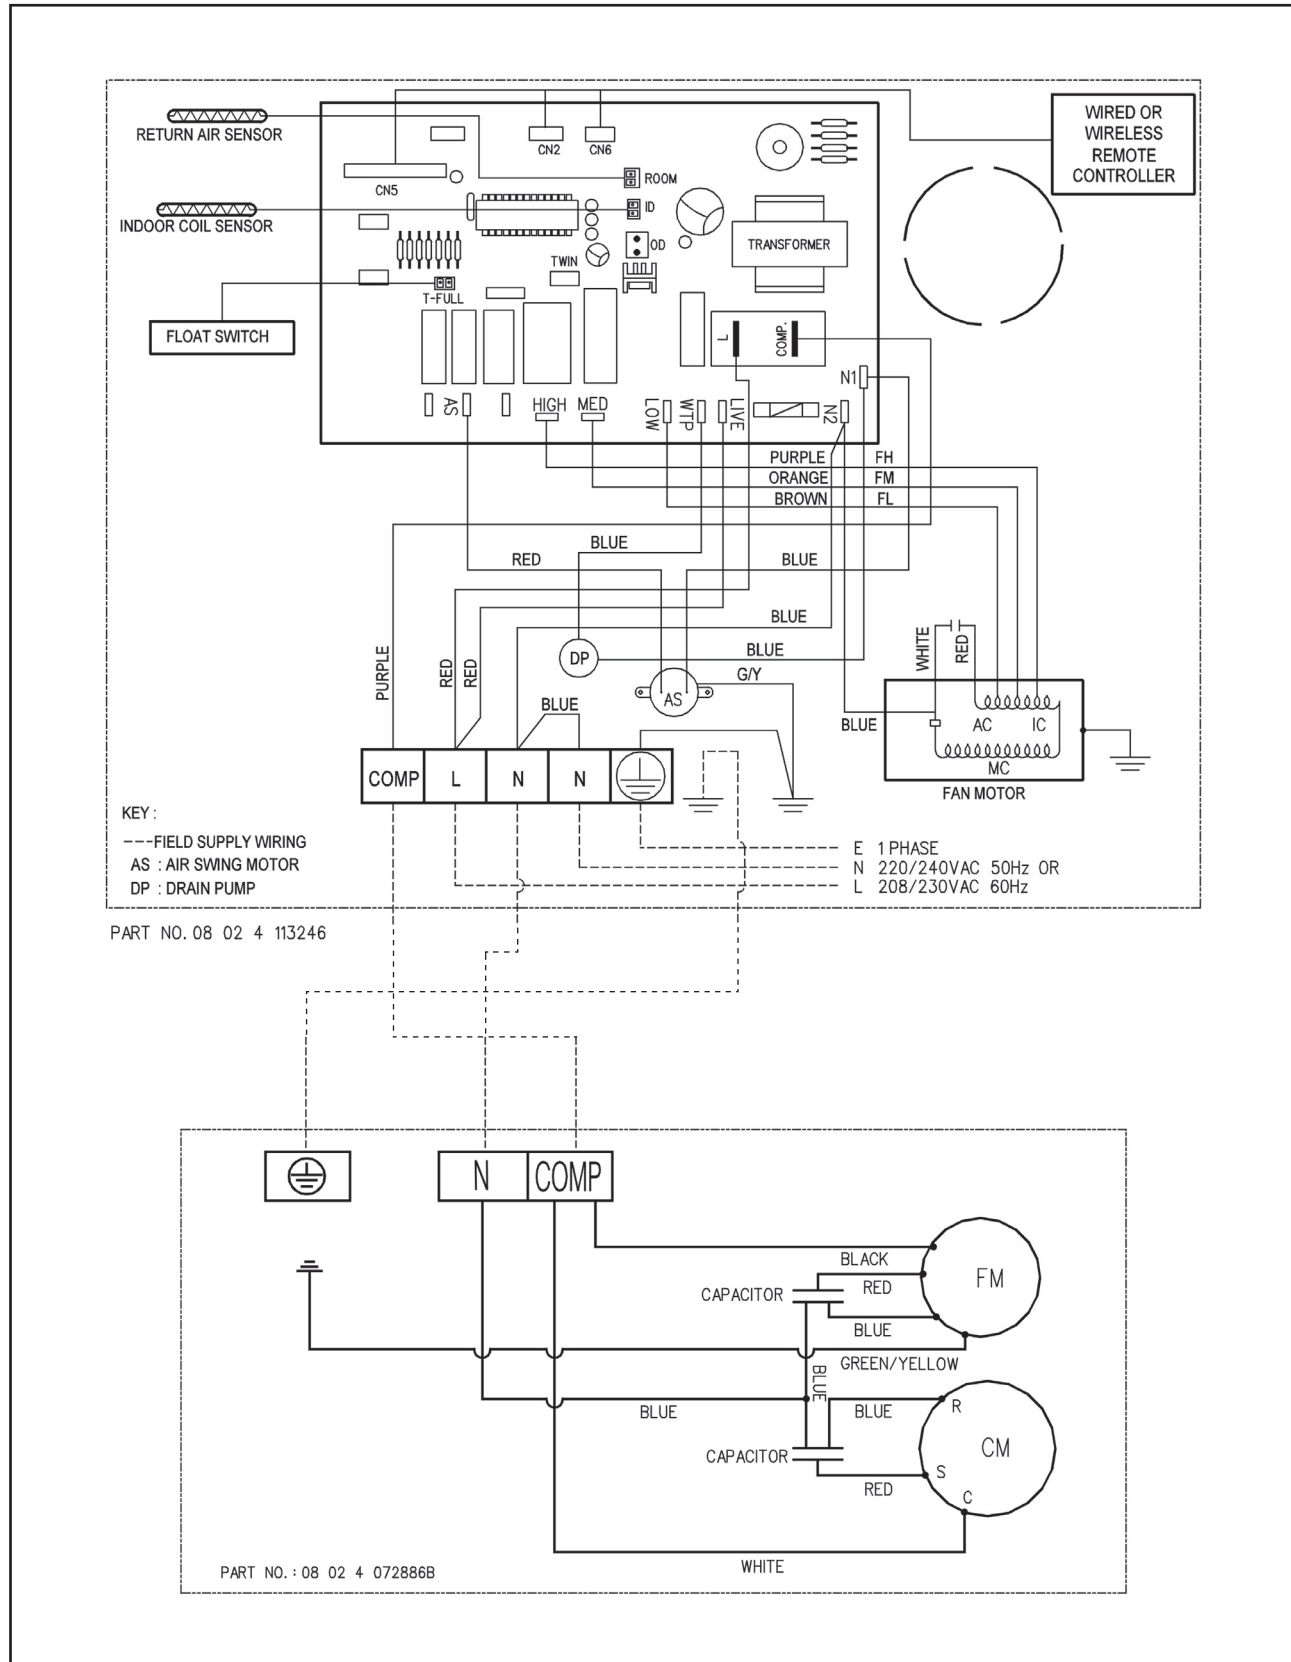 WIRED OR
WIRELESS
REMOTE
CONTROLLER
RETURN AIR SENSOR
CN2
CN6
CN5
ROOM
INDOOR COIL SENSOR
ID
OD
TRANSFORMER
TWIN
T-FULL
FLOAT SWITCH
L
COMP.
N1
AS
HIGH
MED
LOW
WTP
LIVE
N2
PURPLE FH
ORANGE FM
BROWN FL
BLUE
RED
BLUE
BLUE
WHITE
RED
PURPLE
RED
RED
DP
BLUE
G/Y
AS
BLUE
BLUE
AC
IC
MC
FAN MOTOR
COMP
L
N
N
KEY :
---FIELD SUPPLY WIRING
AS : AIR SWING MOTOR
DP : DRAIN PUMP
E 1 PHASE
N 220/240VAC 50Hz OR
L 208/230VAC 60Hz
PART NO. 08 02 4 113246
N
COMP
BLACK
FM
RED
CAPACITOR
BLUE
GREEN/YELLOW
BLUE
BLUE
BLUE
R
CM
CAPACITOR
S
RED
C
WHITE
PART NO. : 08 02 4 072886B